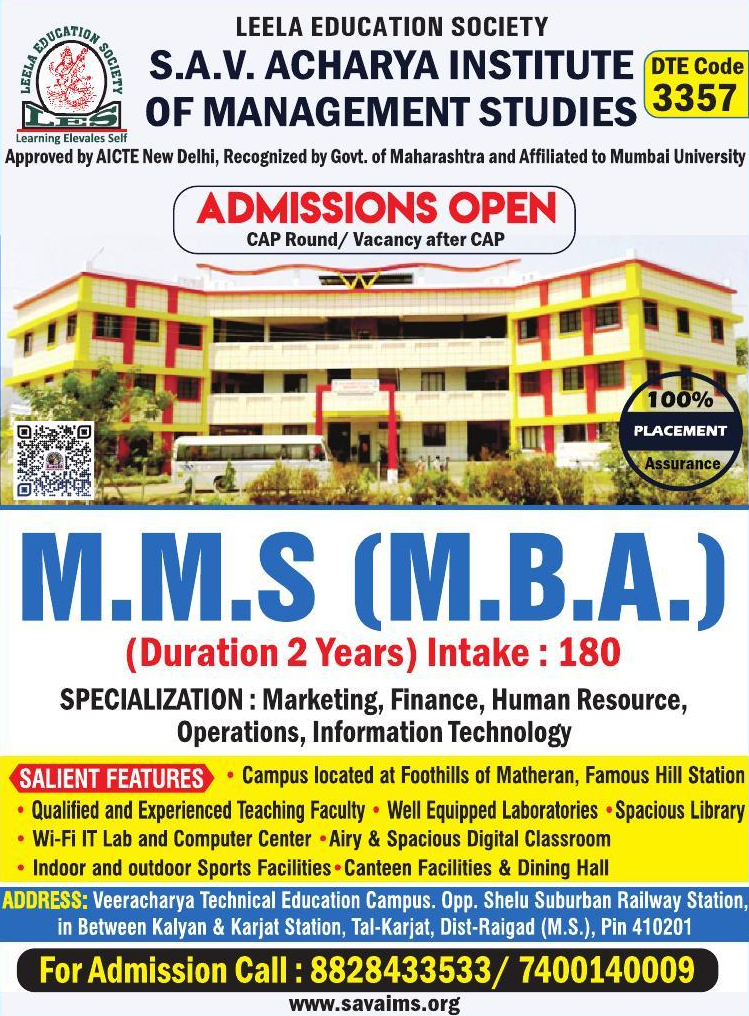 LEELA EDUCATION SOCIETY
LES
Learning Elevales Self
LEELA EDUCATION SOCIETY
S.A.V. ACHARYA INSTITUTE
OF MANAGEMENT STUDIES
DTE Code
3357
Approved by AICTE New Delhi, Recognized by Govt. of Maharashtra and Affiliated to Mumbai University
ADMISSIONS OPEN
CAP Round/ Vacancy after CAP
100%
PLACEMENT
Assurance
M.M.S (M.B.A.)
(Duration 2 Years) Intake : 180
SPECIALIZATION : Marketing, Finance, Human Resource,
Operations, Information Technology
SALIENT FEATURES • Campus located at Foothills of Matheran, Famous Hill Station
• Qualified and Experienced Teaching Faculty • Well Equipped Laboratories • Spacious Library
• Wi-Fi IT Lab and Computer Center • Airy & Spacious Digital Classroom
• Indoor and outdoor Sports Facilities • Canteen Facilities & Dining Hall
ADDRESS: Veeracharya Technical Education Campus. Opp. Shelu Suburban Railway Station,
in Between Kalyan & Karjat Station, Tal-Karjat, Dist-Raigad (M.S.), Pin 410201
For Admission Call : 8828433533/ 7400140009
www.savaims.org